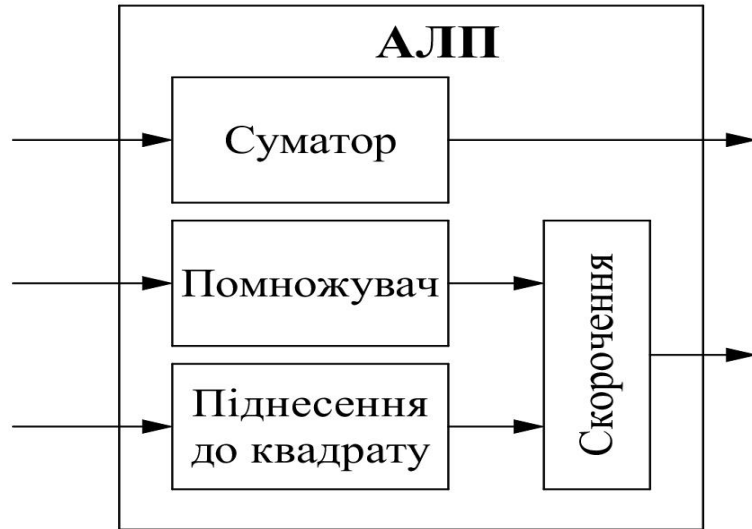 АЛП
Суматор
Помножувач
Піднесення
до квадрату
Скорочення